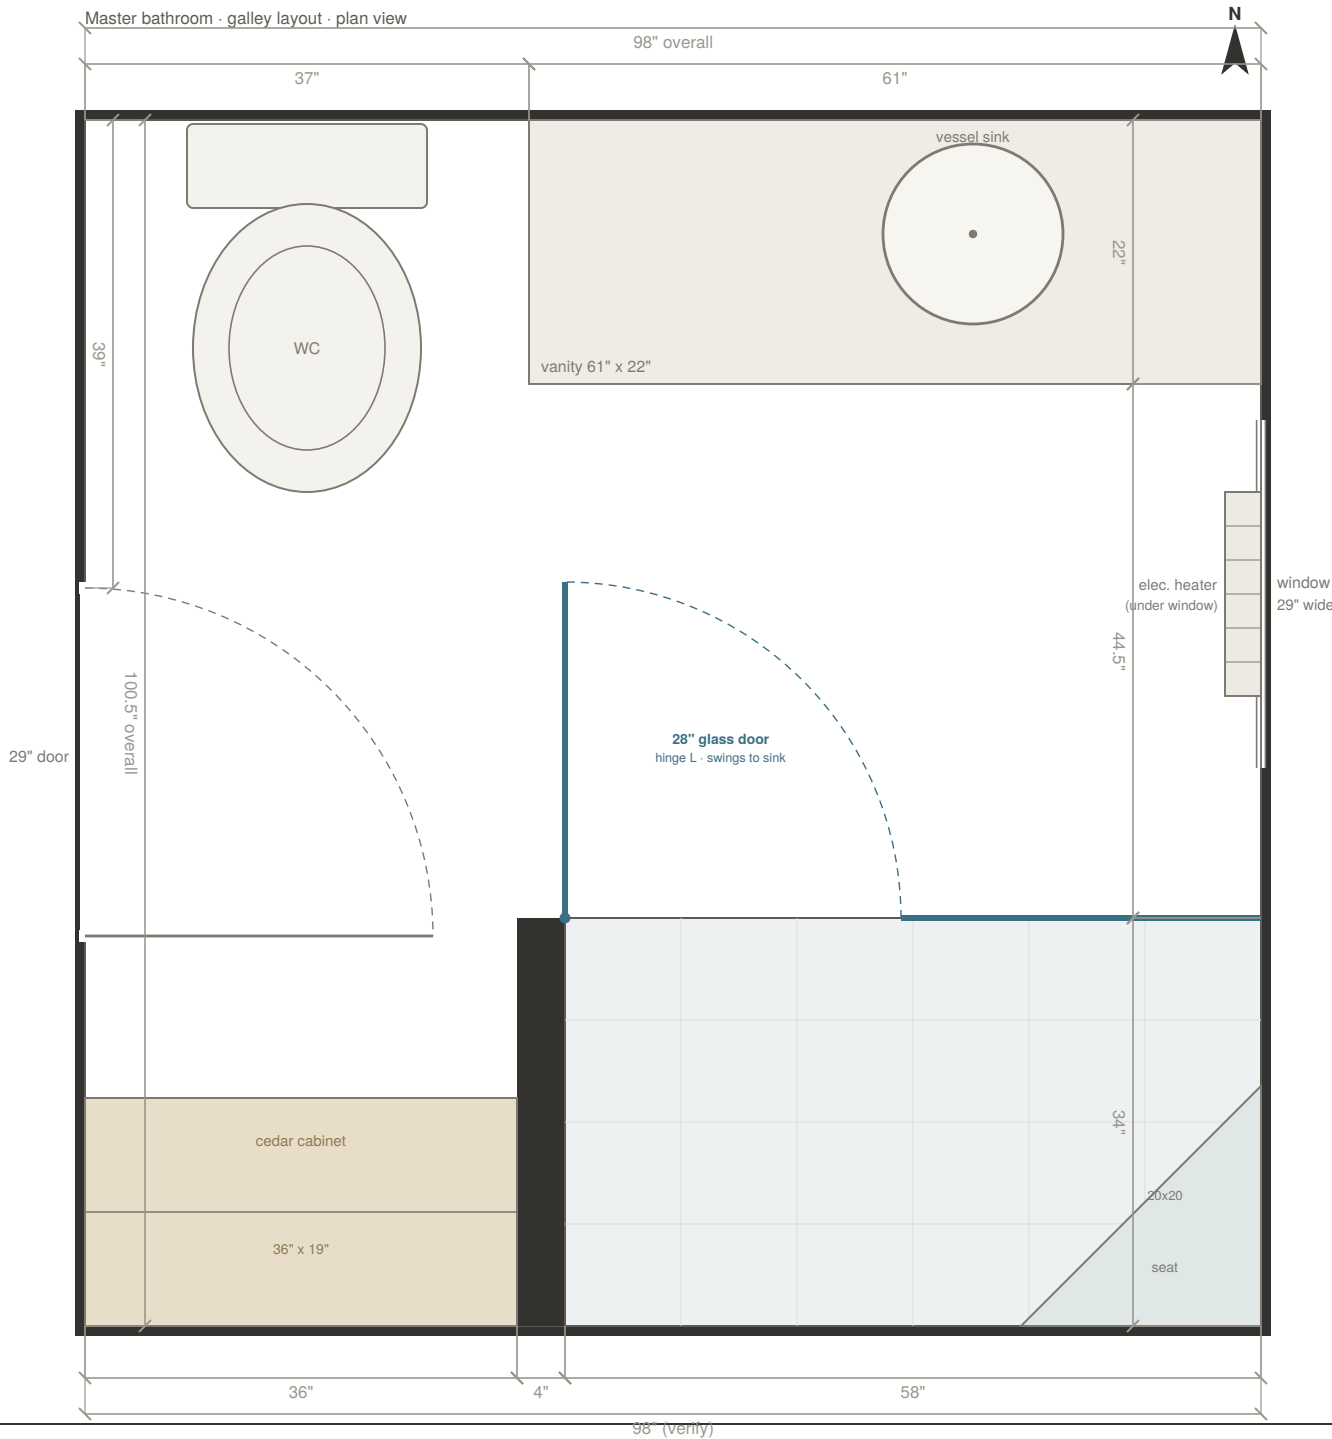 Master bathroom · galley layout · plan view
N
98" overall
37"
61"
vessel sink
22"
39"
WC
vanity 61" x 22"
elec. heater
(under window)
window
29" wide
44.5"
100.5" overall
29" door
28" glass door
hinge L · swings to sink
34"
cedar cabinet
36" x 19"
20x20
seat
36"
4"
58"
98" (verify)